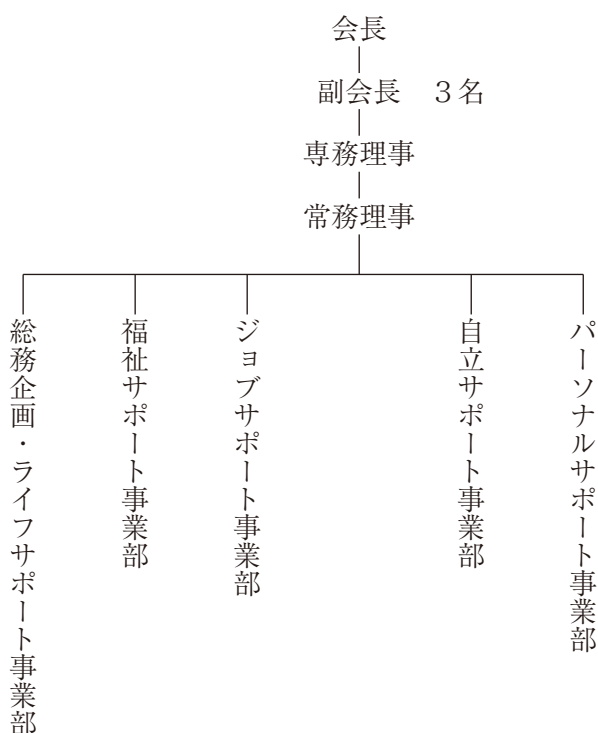 会長
副会長　３名
専務理事
常務理事
総務企画・ライフサポート事業部
福祉サポート事業部
ジョブサポート事業部
自立サポート事業部
パーソナルサポート事業部